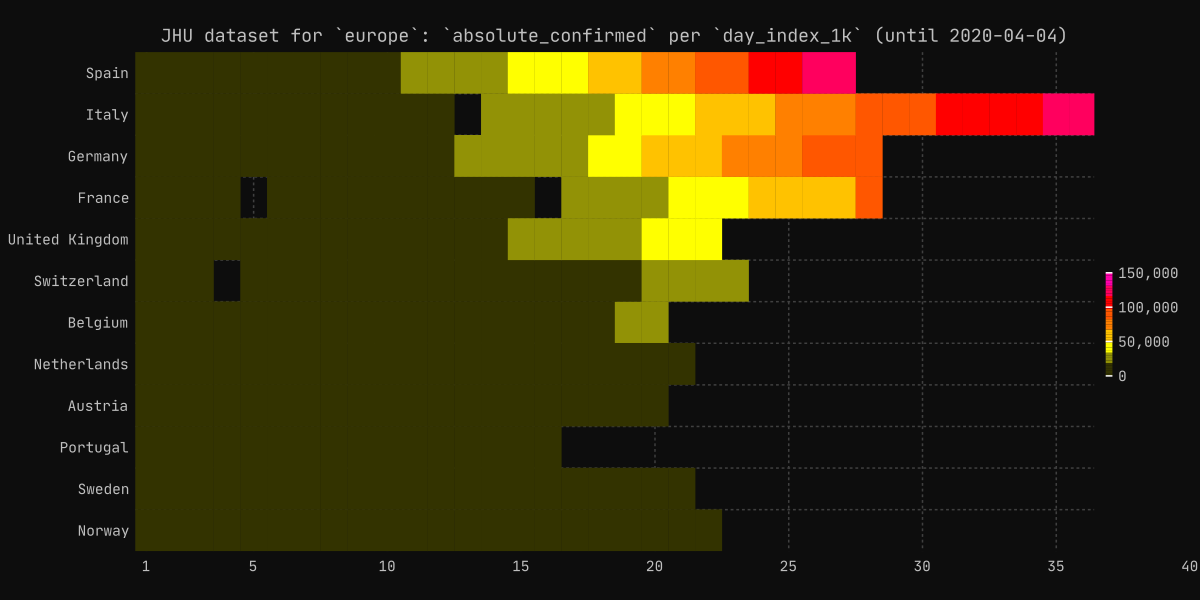 JHU dataset for `europe`: `absolute_confirmed` per `day_index_1k` (until 2020-04-04)
Spain
Italy
Germany
France
United Kingdom
Switzerland
Belgium
Netherlands
Austria
Portugal
Sweden
Norway
150,000
100,000
50,000
0
1 5 10 15 20 25 30 35 40